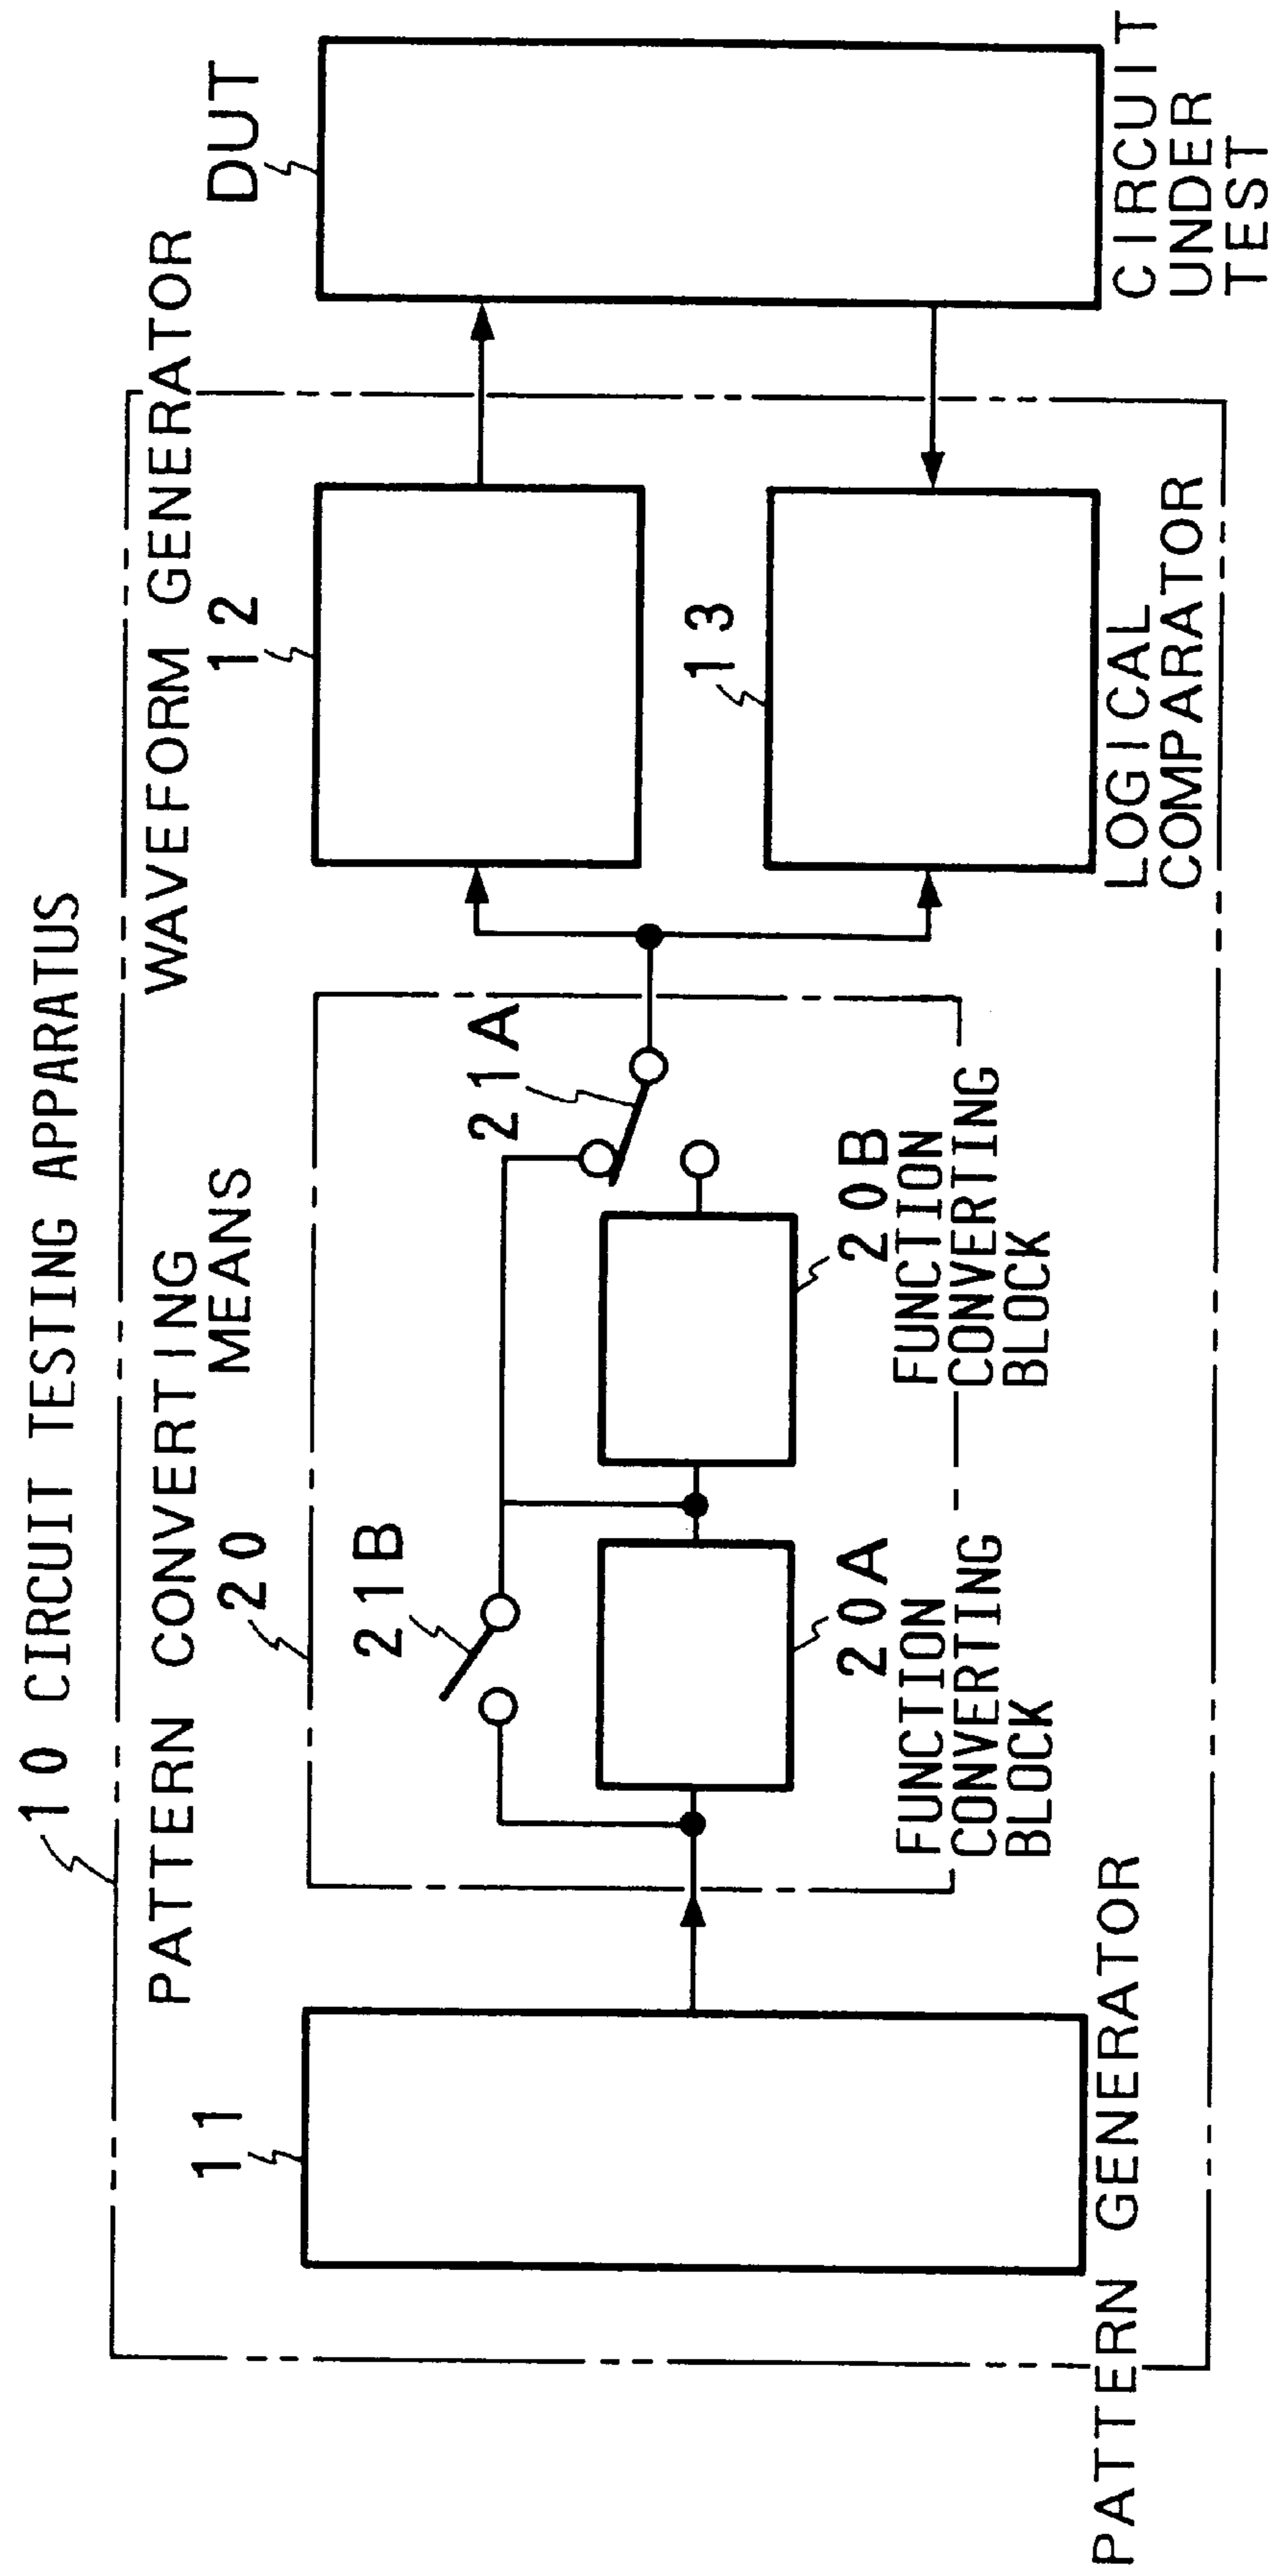 10 CIRCUIT TESTING APPARATUS
PATTERN CONVERTING
MEANS
20
WAVEFORM GENERATOR
12
DUT
11
21B
21A
13
20A
FUNCTION
CONVERTING
BLOCK
20B
FUNCTION
CONVERTING
BLOCK
LOGICAL
COMPARATOR
CIRCUIT
UNDER
TEST
PATTERN GENERATOR